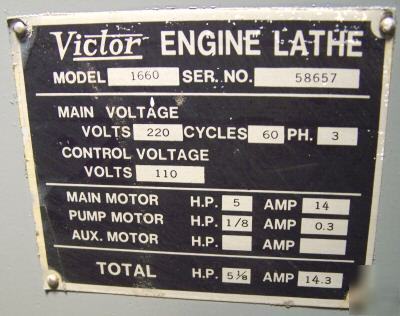 Victor ENGINE LATHE
MODEL 1660 SER. NO. 58657
MAIN VOLTAGE
VOLTS 220 CYCLES 60 PH. 3
CONTROL VOLTAGE
VOLTS 110
MAIN MOTOR H.P. 5 AMP 14
PUMP MOTOR H.P. 1/8 AMP 0.3
AUX. MOTOR H.P. AMP
TOTAL H.P. 5⅛ AMP 14.3